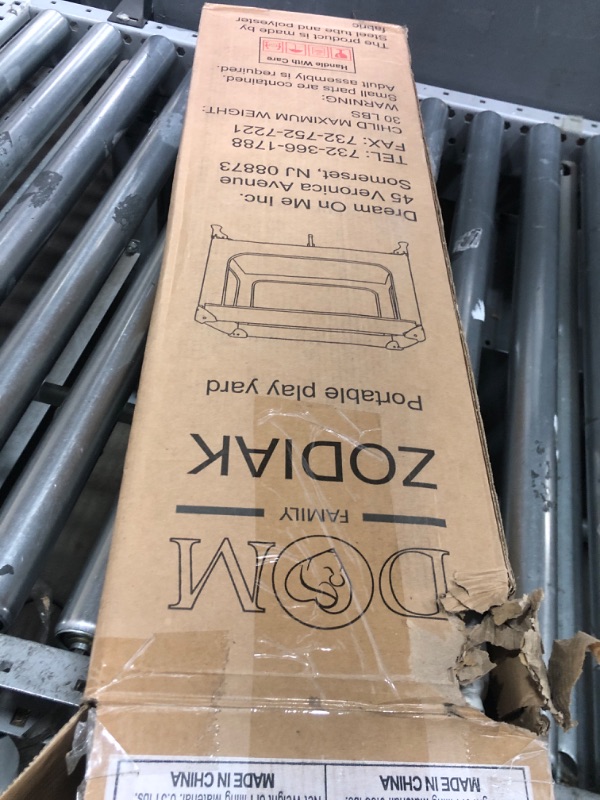 DOM
FAMILY
ZODIAK
Portable play yard
Dream On Me Inc.
45 Veronica Avenue
Somerset, NJ 08873
TEL: 732-366-1788
FAX: 732-752-7221
CHILD MAXIMUM WEIGHT:
30 LBS
WARNING:
Small parts are contained.
Adult assembly is required.
Handle With Care
The product is made by
Steel tube and polyester
fabric
MADE IN CHINA
MADE IN CHINA